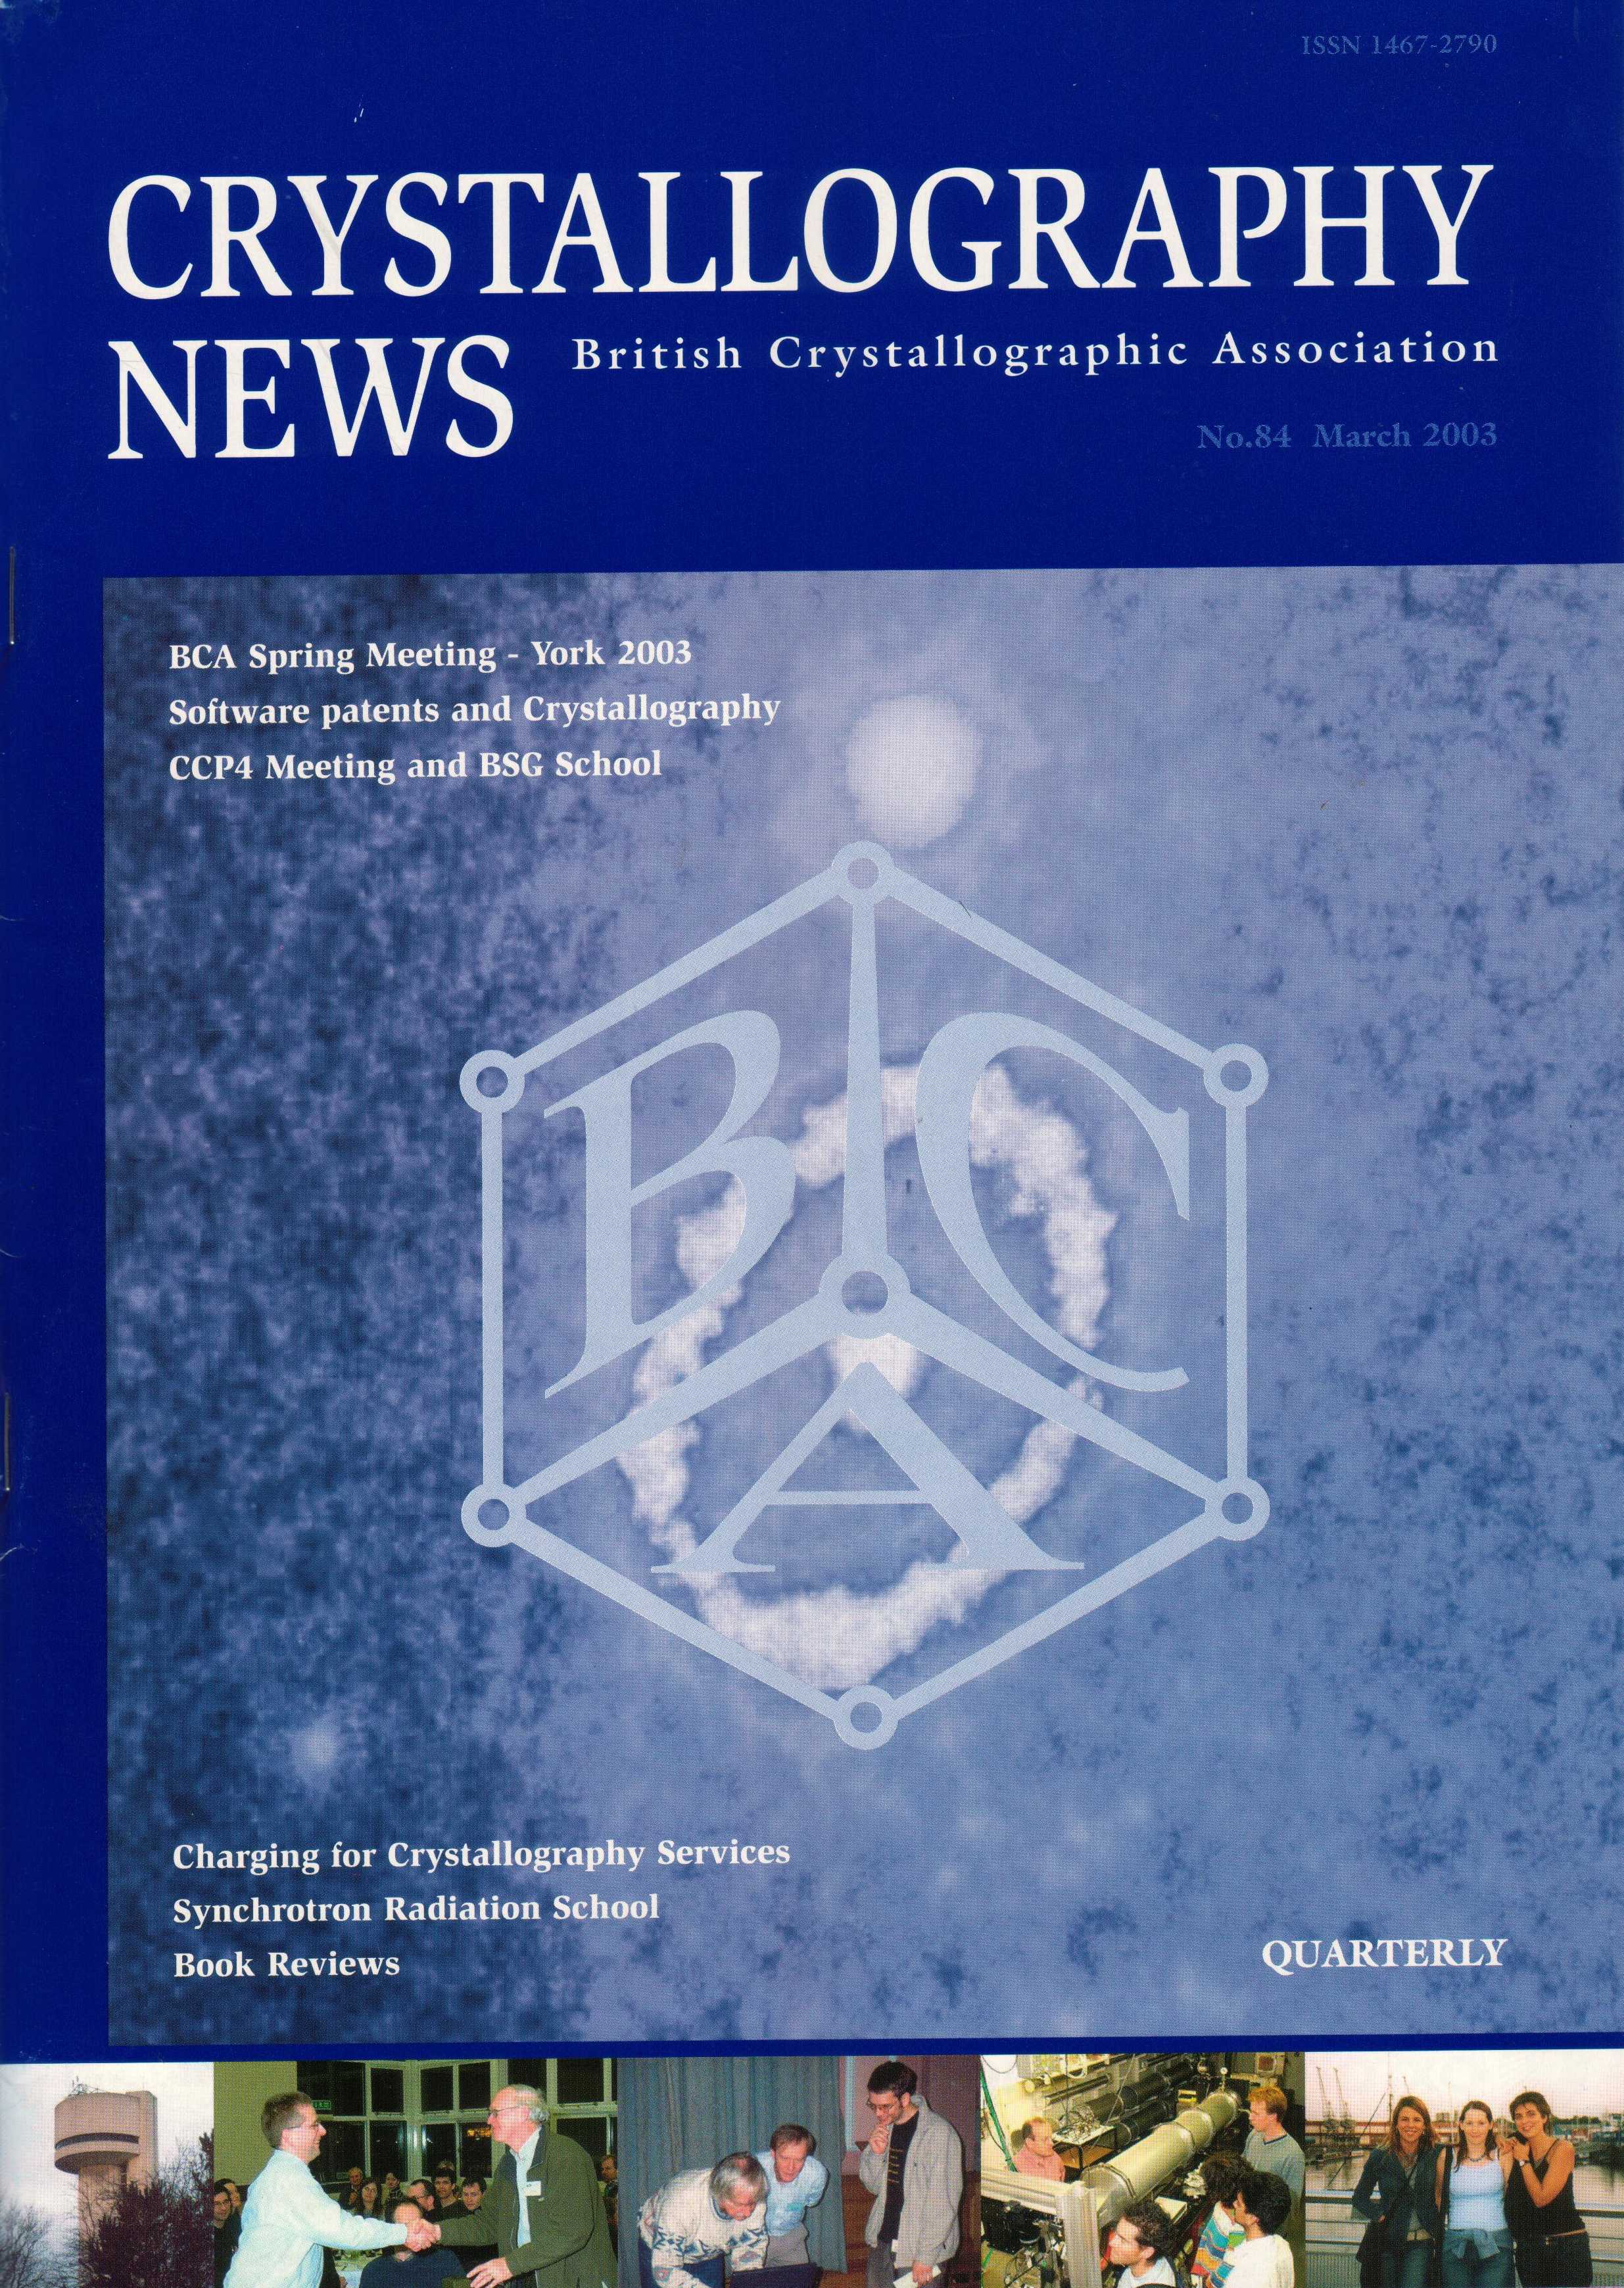 ISSN 1467-2790
CRYSTALLOGRAPHY
NEWS
British Crystallographic Association
No.84 March 2003
BCA Spring Meeting - York 2003
Software patents and Crystallography
CCP4 Meeting and BSG School
B C
A
Charging for Crystallography Services
Synchrotron Radiation School
Book Reviews
QUARTERLY